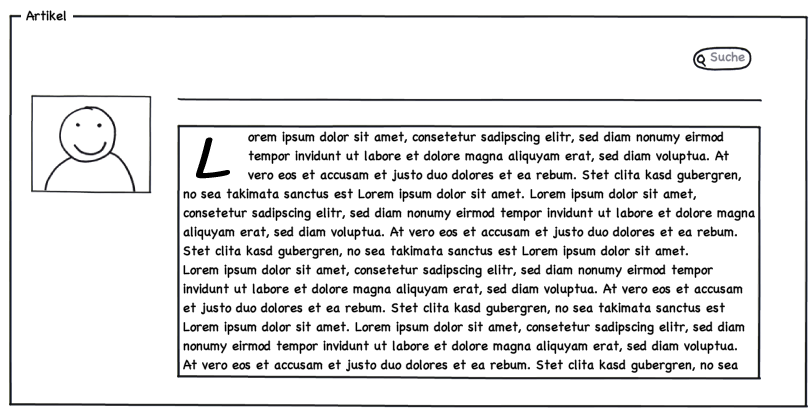 Artikel
Suche
Lorem ipsum dolor sit amet, consetetur sadipscing elitr, sed diam nonumy eirmod
tempor invidunt ut labore et dolore magna aliquyam erat, sed diam voluptua. At
vero eos et accusam et justo duo dolores et ea rebum. Stet clita kasd gubergren,
no sea takimata sanctus est Lorem ipsum dolor sit amet. Lorem ipsum dolor sit amet,
consetetur sadipscing elitr, sed diam nonumy eirmod tempor invidunt ut labore et dolore magna
aliquyam erat, sed diam voluptua. At vero eos et accusam et justo duo dolores et ea rebum.
Stet clita kasd gubergren, no sea takimata sanctus est Lorem ipsum dolor sit amet.
Lorem ipsum dolor sit amet, consetetur sadipscing elitr, sed diam nonumy eirmod tempor
invidunt ut labore et dolore magna aliquyam erat, sed diam voluptua. At vero eos et accusam
et justo duo dolores et ea rebum. Stet clita kasd gubergren, no sea takimata sanctus est
Lorem ipsum dolor sit amet. Lorem ipsum dolor sit amet, consetetur sadipscing elitr, sed diam
nonumy eirmod tempor invidunt ut labore et dolore magna aliquyam erat, sed diam voluptua.
At vero eos et accusam et justo duo dolores et ea rebum. Stet clita kasd gubergren, no sea